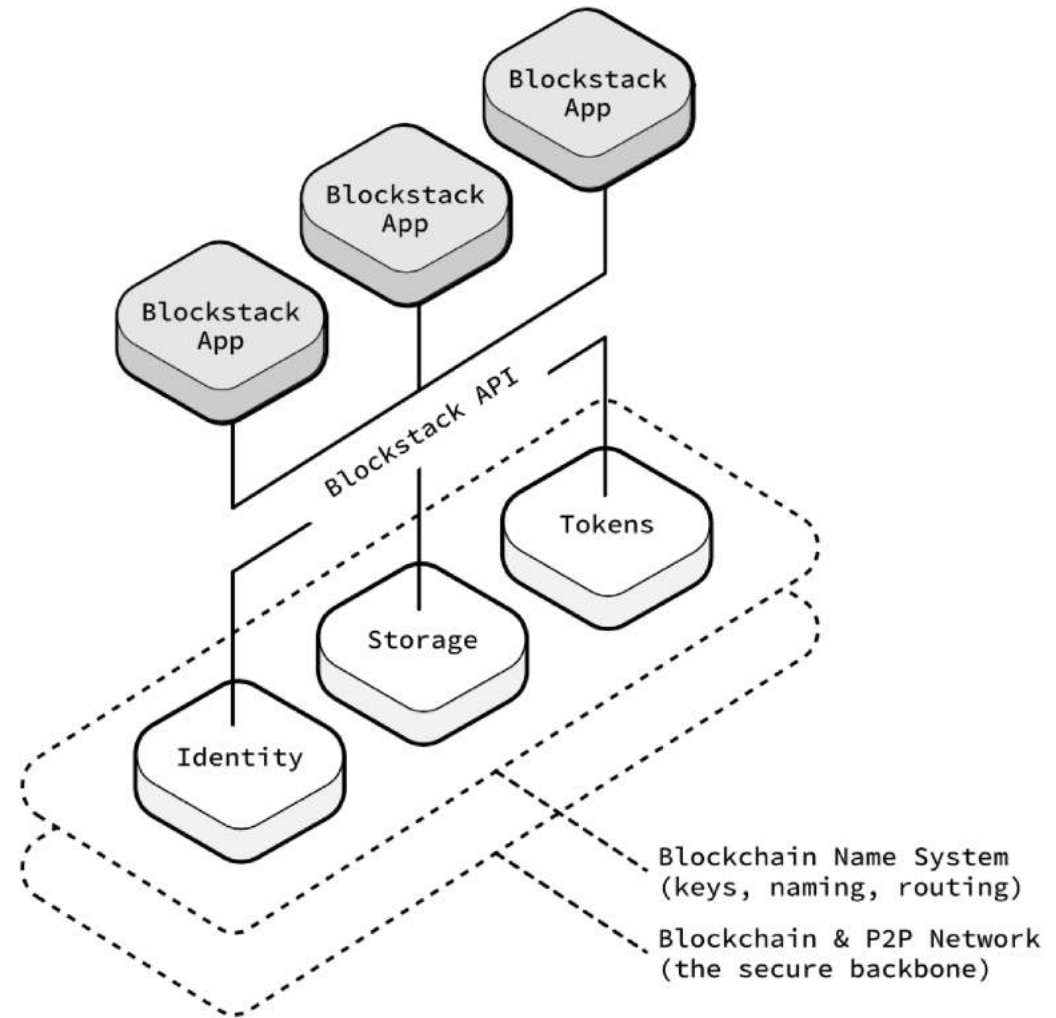 Blockstack
App
Blockstack
App
Blockstack
App
Blockstack API
Tokens
Storage
Identity
Blockchain Name System
(keys, naming, routing)
Blockchain & P2P Network
(the secure backbone)